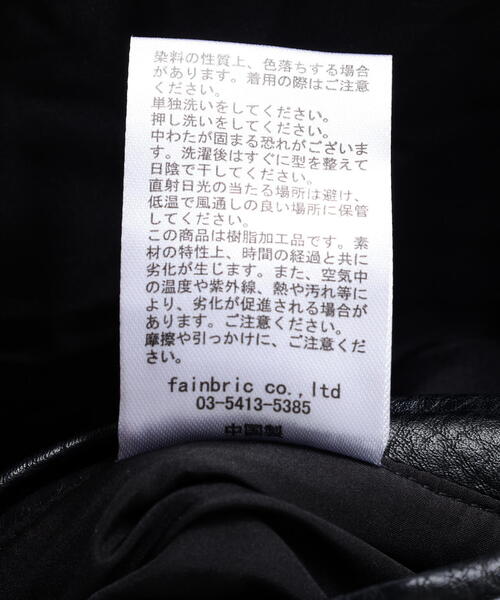 染料の性質上、色落ちする場合
があります。着用の際はご注意
ください。
単独洗いをしてください。
押し洗いをしてください。
中わたが固まる恐れがございま
す。洗濯後はすぐに型を整えて
日陰で干してください。
直射日光の当たる場所は避け、
低温で風通しの良い場所に保管
してください。
この商品は樹脂加工品です。素
材の特性上、時間の経過と共に
劣化が生じます。また、空気中
の温度や紫外線、熱や汚れ等に
より、劣化が促進される場合が
あります。ご注意ください。
摩擦や引っかけに、ご注意くだ
さい。
fainbric co.,ltd
03-5413-5385
中国製